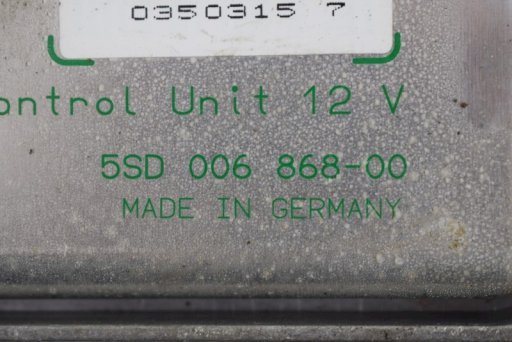 0350315 7
ontrol Unit 12 V
5SD 006 868-00
MADE IN GERMANY